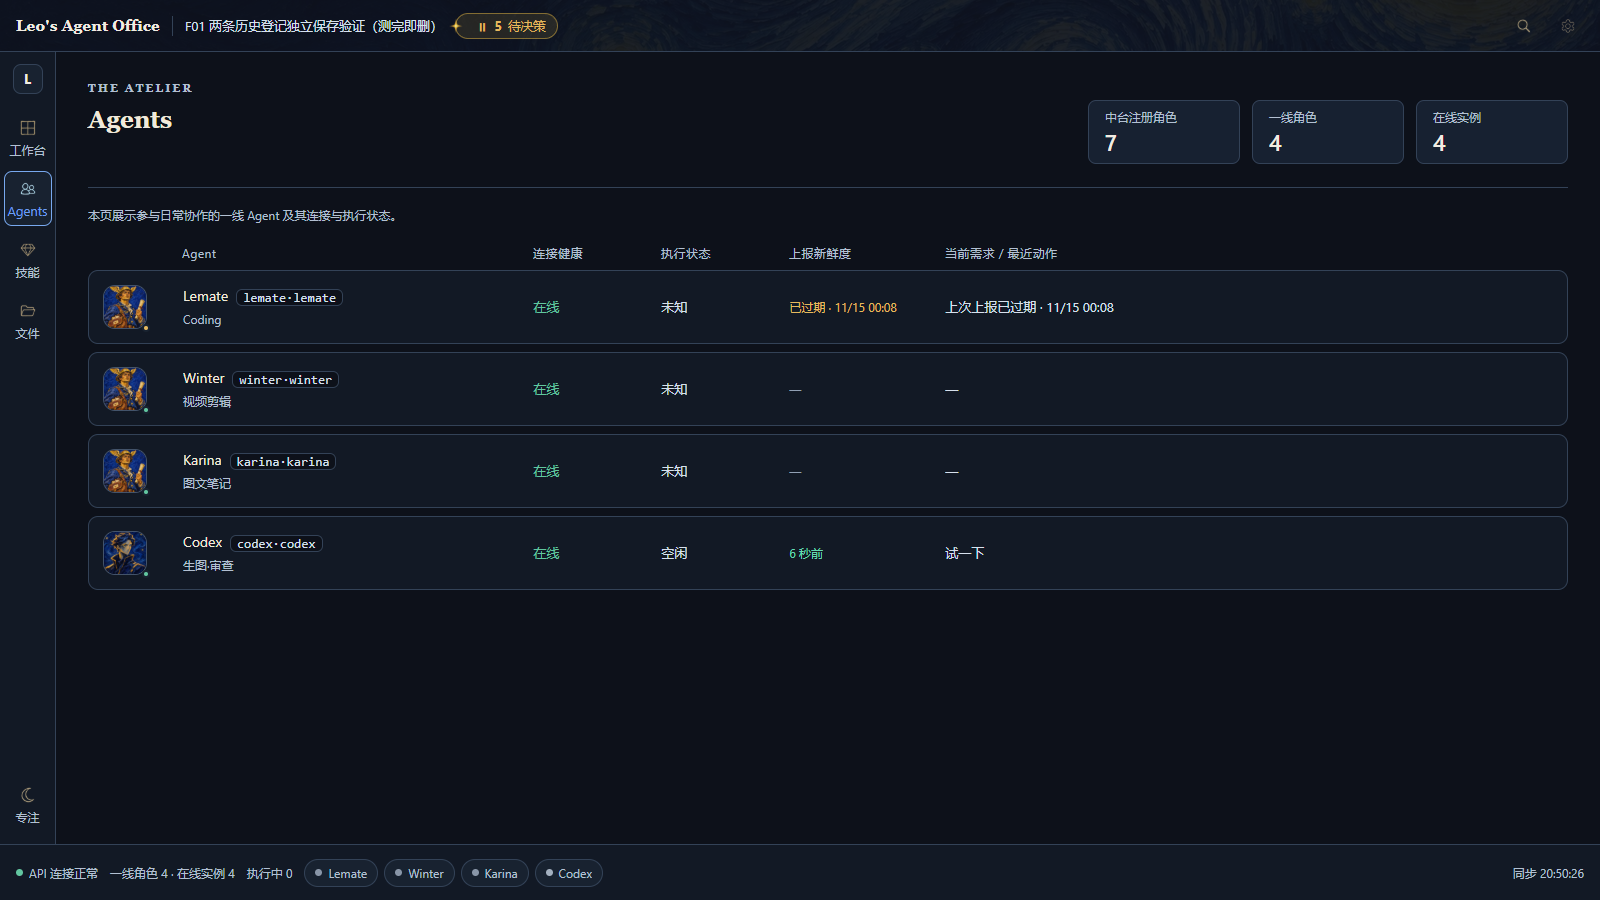 Leo's Agent Office
F01 两条历史登记独立保存验证（测完即删）
5 待决策
L
工作台
Agents
技能
文件
专注
THE ATELIER
Agents
中台注册角色
7
一线角色
4
在线实例
4
本页展示参与日常协作的一线 Agent 及其连接与执行状态。
Agent 连接健康 执行状态 上报新鲜度 当前需求 / 最近动作
Lemate lemate·lemate
Coding
在线 未知 已过期 · 11/15 00:08 上次上报已过期 · 11/15 00:08
Winter winter·winter
视频剪辑
在线 未知 — —
Karina karina·karina
图文笔记
在线 未知 — —
Codex codex·codex
生图·审查
在线 空闲 6 秒前 试一下
API 连接正常 一线角色 4 · 在线实例 4 执行中 0 Lemate Winter Karina Codex 同步 20:50:26